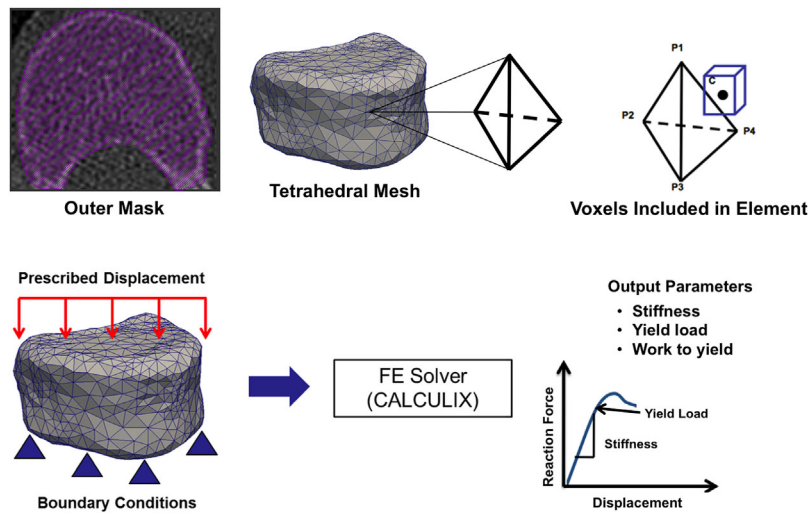 Outer Mask
Tetrahedral Mesh
P1
C
P2
P4
P3
Voxels Included in Element
Prescribed Displacement
Boundary Conditions
FE Solver
(CALCULIX)
Output Parameters
• Stiffness
• Yield load
• Work to yield
Reaction Force
Yield Load
Stiffness
Displacement